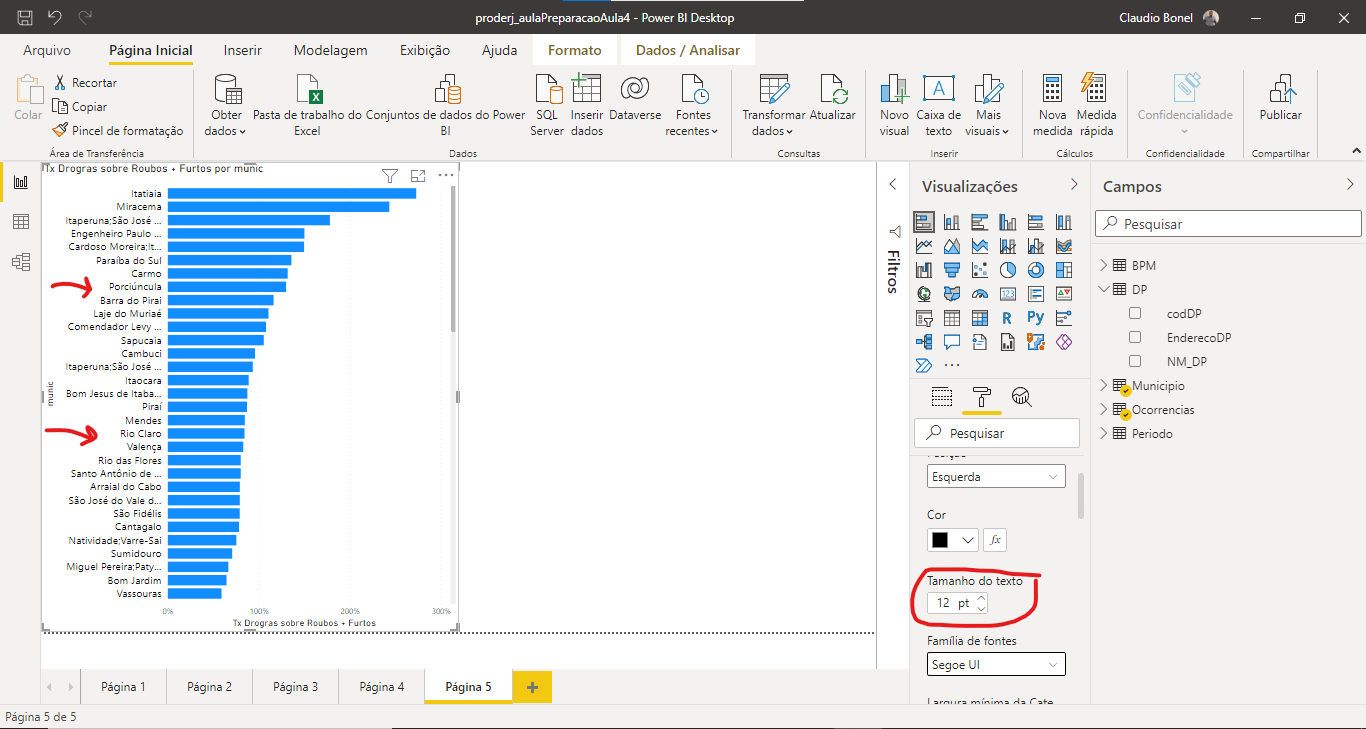 proderj_aulaPreparacaoAula4 - Power BI Desktop
Claudio Bonel
Arquivo
Página Inicial
Inserir
Modelagem
Exibição
Ajuda
Formato
Dados / Analisar
Colar
Recortar
Copiar
Pincel de formatação
Área de Transferência
Obter dados
Pasta de trabalho do Excel
Conjuntos de dados do Power BI
SQL Server
Inserir dados
Dataverse
Fontes recentes
Dados
Transformar dados
Atualizar
Consultas
Novo visual
Caixa de texto
Mais visuais
Inserir
Nova medida
Medida rápida
Cálculos
Confidencialidade
Confidencialidade
Publicar
Compartilhar
Tx Drogras sobre Roubos + Furtos por munic
munic
Itatiaia
Miracema
Itaperuna;São José ...
Engenheiro Paulo ...
Cardoso Moreira;It...
Paraíba do Sul
Carmo
Porciúncula
Barra do Piraí
Laje do Muriaé
Comendador Levy ...
Sapucaia
Cambuci
Itaperuna;São José ...
Itaocara
Bom Jesus de Itaba...
Piraí
Mendes
Rio Claro
Valença
Rio das Flores
Santo Antônio de ...
Arraial do Cabo
São José do Vale d...
São Fidélis
Cantagalo
Natividade;Varre-Sai
Sumidouro
Miguel Pereira;Paty...
Bom Jardim
Vassouras
0%
100%
200%
300%
Tx Drogras sobre Roubos + Furtos
Filtros
Visualizações
R
Py
123
Pesquisar
Posição
Esquerda
Cor
fx
Tamanho do texto
12 pt
Família de fontes
Segoe UI
Largura mínima da Cate
Campos
Pesquisar
BPM
DP
codDP
EnderecoDP
NM_DP
Municipio
Ocorrencias
Periodo
Página 1
Página 2
Página 3
Página 4
Página 5
Página 5 de 5